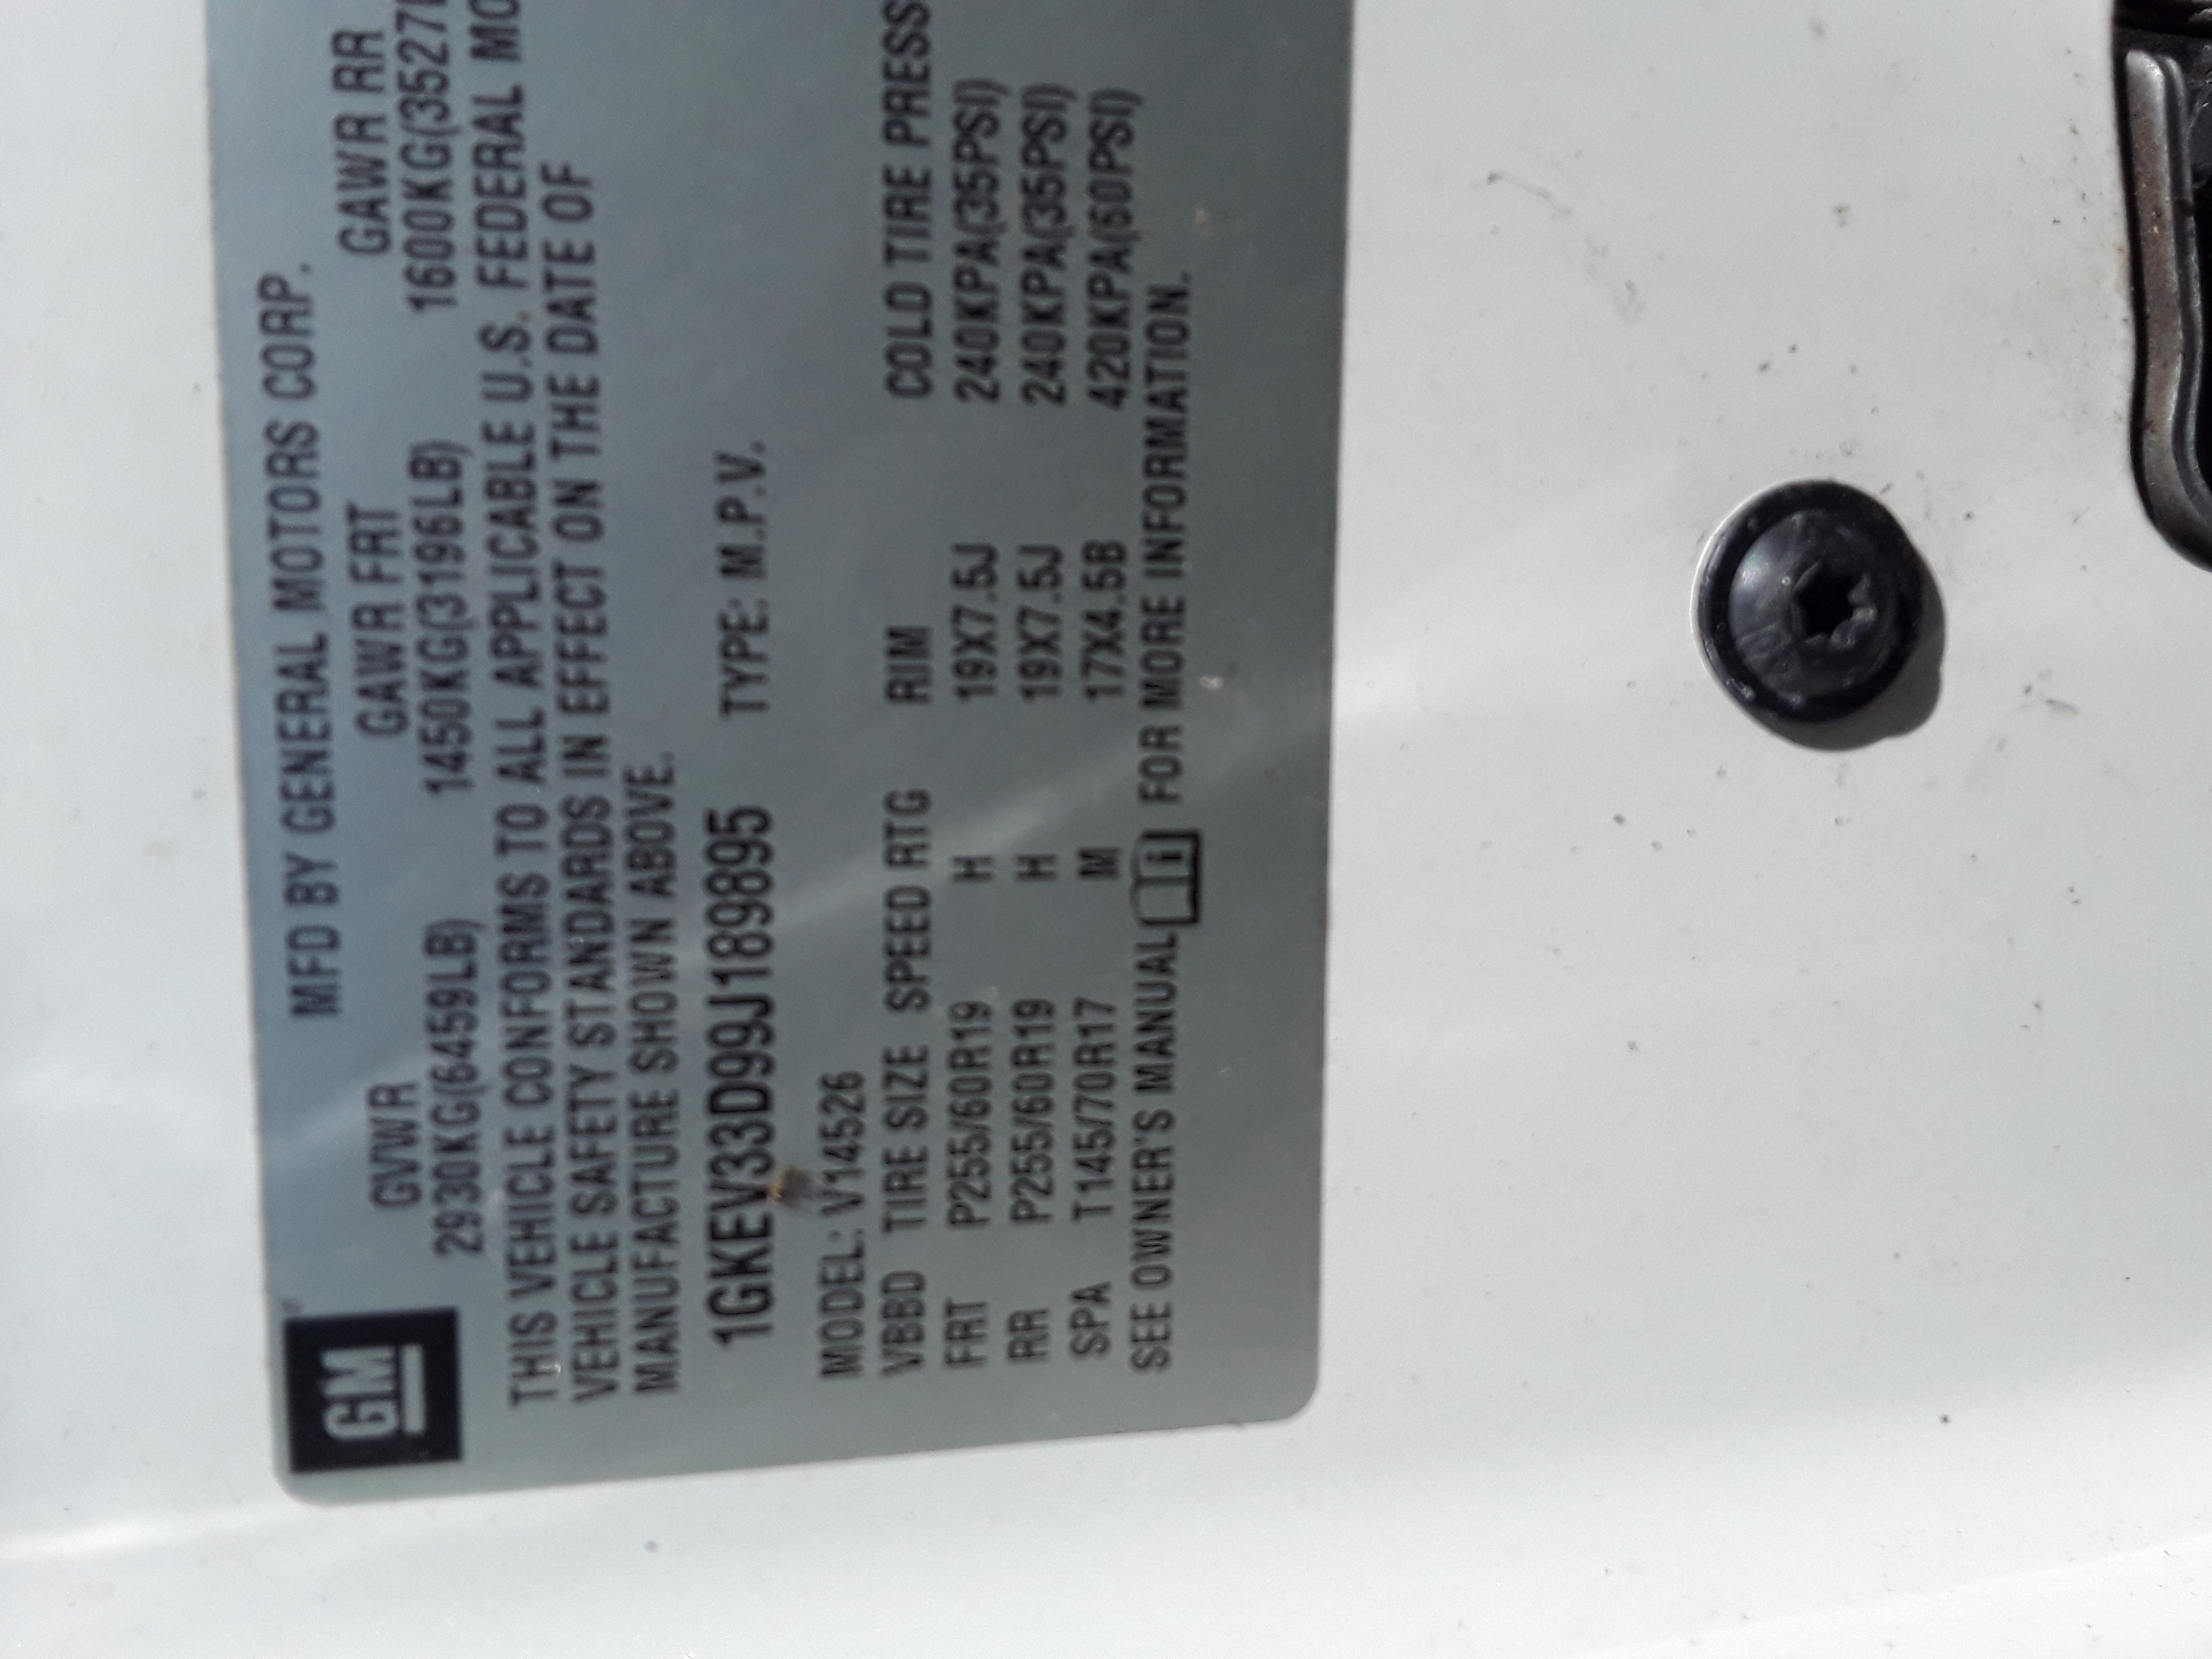 GM
MFD BY GENERAL MOTORS CORP.
GVWR GAWR FRT GAWR RR
2930KG(6459LB) 1450KG(3196LB) 1600KG(3527
THIS VEHICLE CONFORMS TO ALL APPLICABLE U.S. FEDERAL MO
VEHICLE SAFETY STANDARDS IN EFFECT ON THE DATE OF
MANUFACTURE SHOWN ABOVE.
1GKEV33D99J189895 TYPE: M.P.V.
MODEL: V14526
VBBD TIRE SIZE SPEED RTG RIM COLD TIRE PRESS
FRT P255/60R19 H 19X7.5J 240KPA(35PSI)
RR P255/60R19 H 19X7.5J 240KPA(35PSI)
SPA T145/70R17 M 17X4.5B 420KPA(60PSI)
SEE OWNER'S MANUAL i FOR MORE INFORMATION.